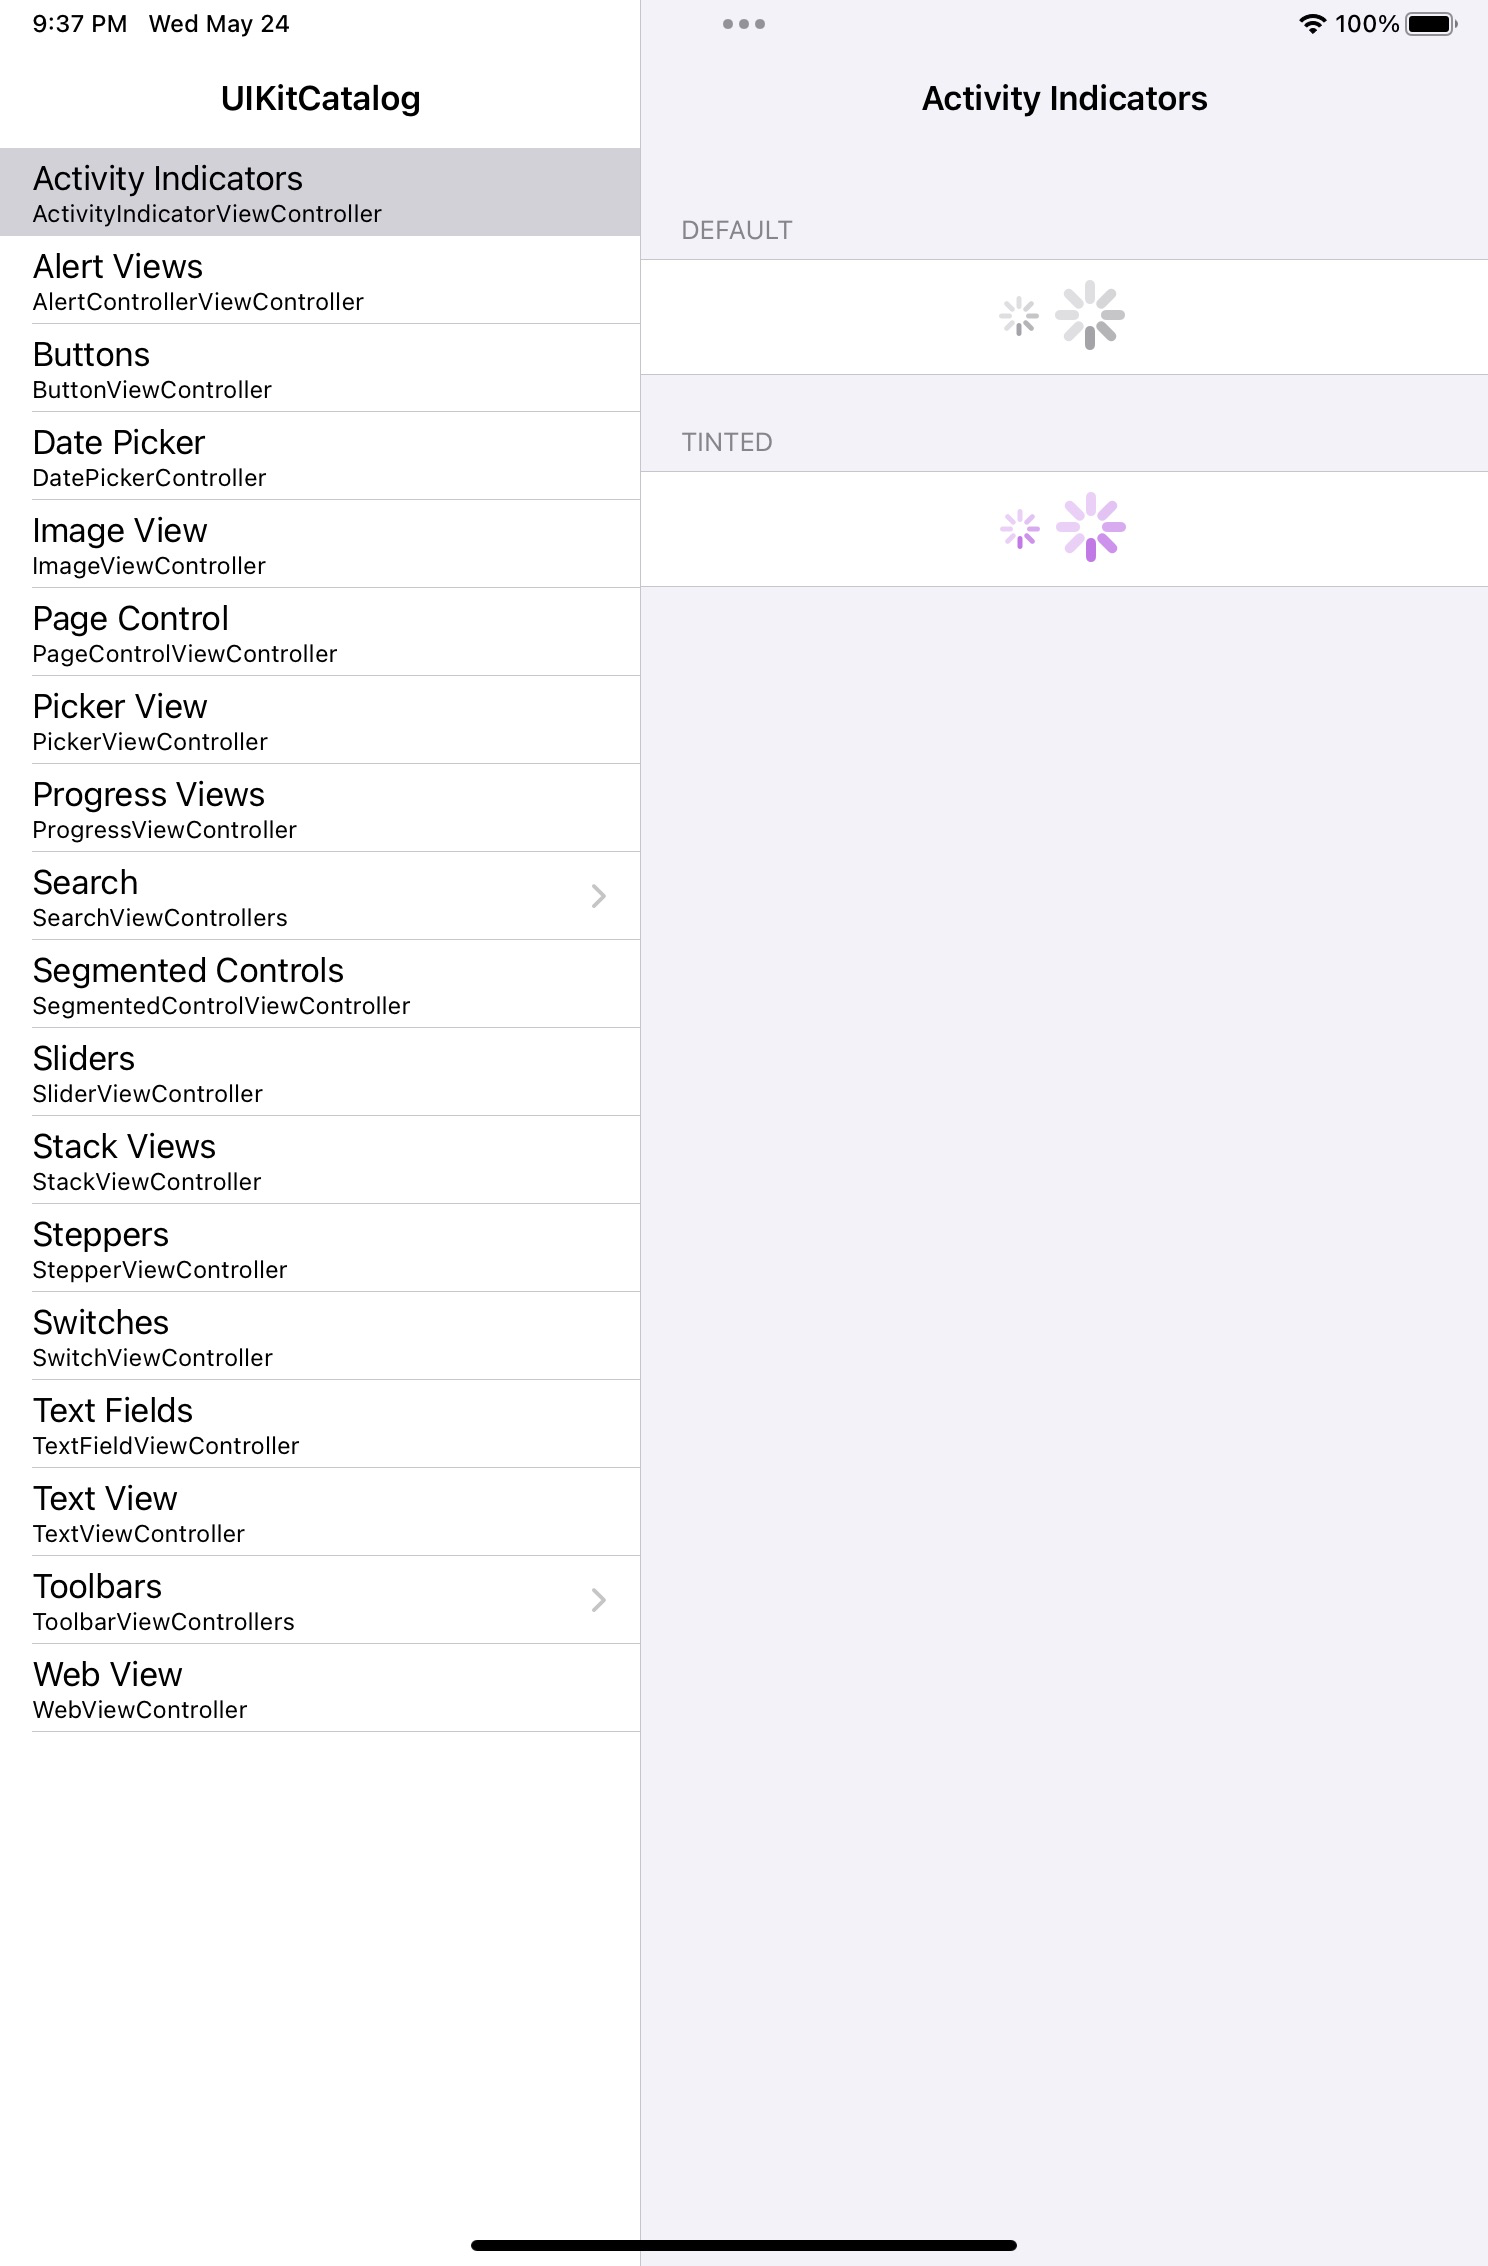 9:37 PM Wed May 24
100%
UIKitCatalog
Activity Indicators
ActivityIndicatorViewController
Alert Views
AlertControllerViewController
Buttons
ButtonViewController
Date Picker
DatePickerController
Image View
ImageViewController
Page Control
PageControlViewController
Picker View
PickerViewController
Progress Views
ProgressViewController
Search
SearchViewControllers
Segmented Controls
SegmentedControlViewController
Sliders
SliderViewController
Stack Views
StackViewController
Steppers
StepperViewController
Switches
SwitchViewController
Text Fields
TextFieldViewController
Text View
TextViewController
Toolbars
ToolbarViewControllers
Web View
WebViewController
Activity Indicators
DEFAULT
TINTED